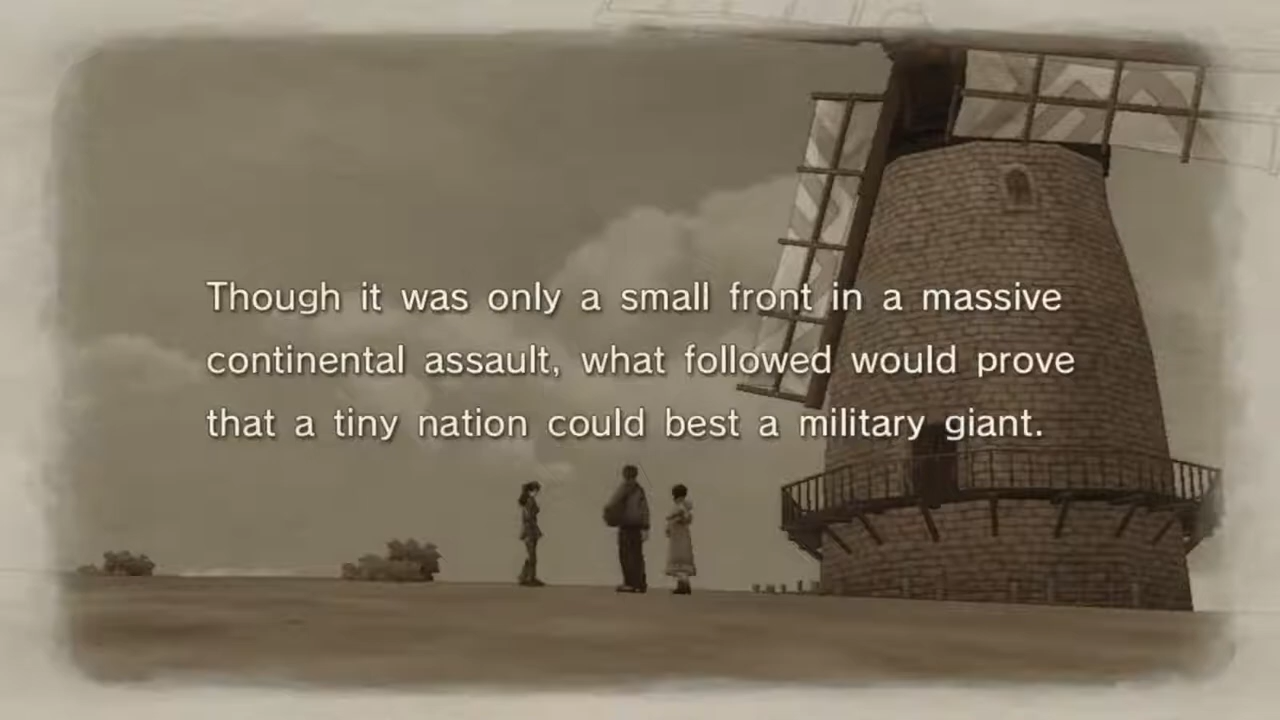 Though it was only a small front in a massive
continental assault, what followed would prove
that a tiny nation could best a military giant.